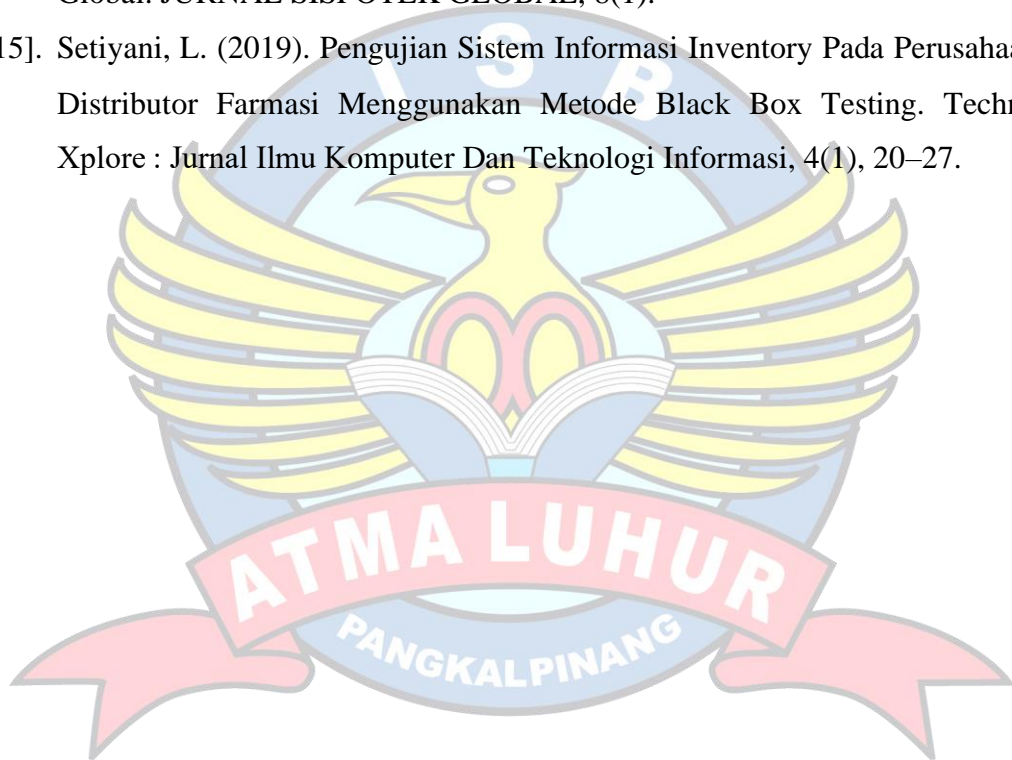 Global. JURNAL SISFOTEK GLOBAL, 8(1).
15]. Setiyani, L. (2019). Pengujian Sistem Informasi Inventory Pada Perusahaa
Distributor Farmasi Menggunakan Metode Black Box Testing. Techn
Xplore : Jurnal Ilmu Komputer Dan Teknologi Informasi, 4(1), 20–27.
I S B
ATMA LUHUR
PANGKALPINANG